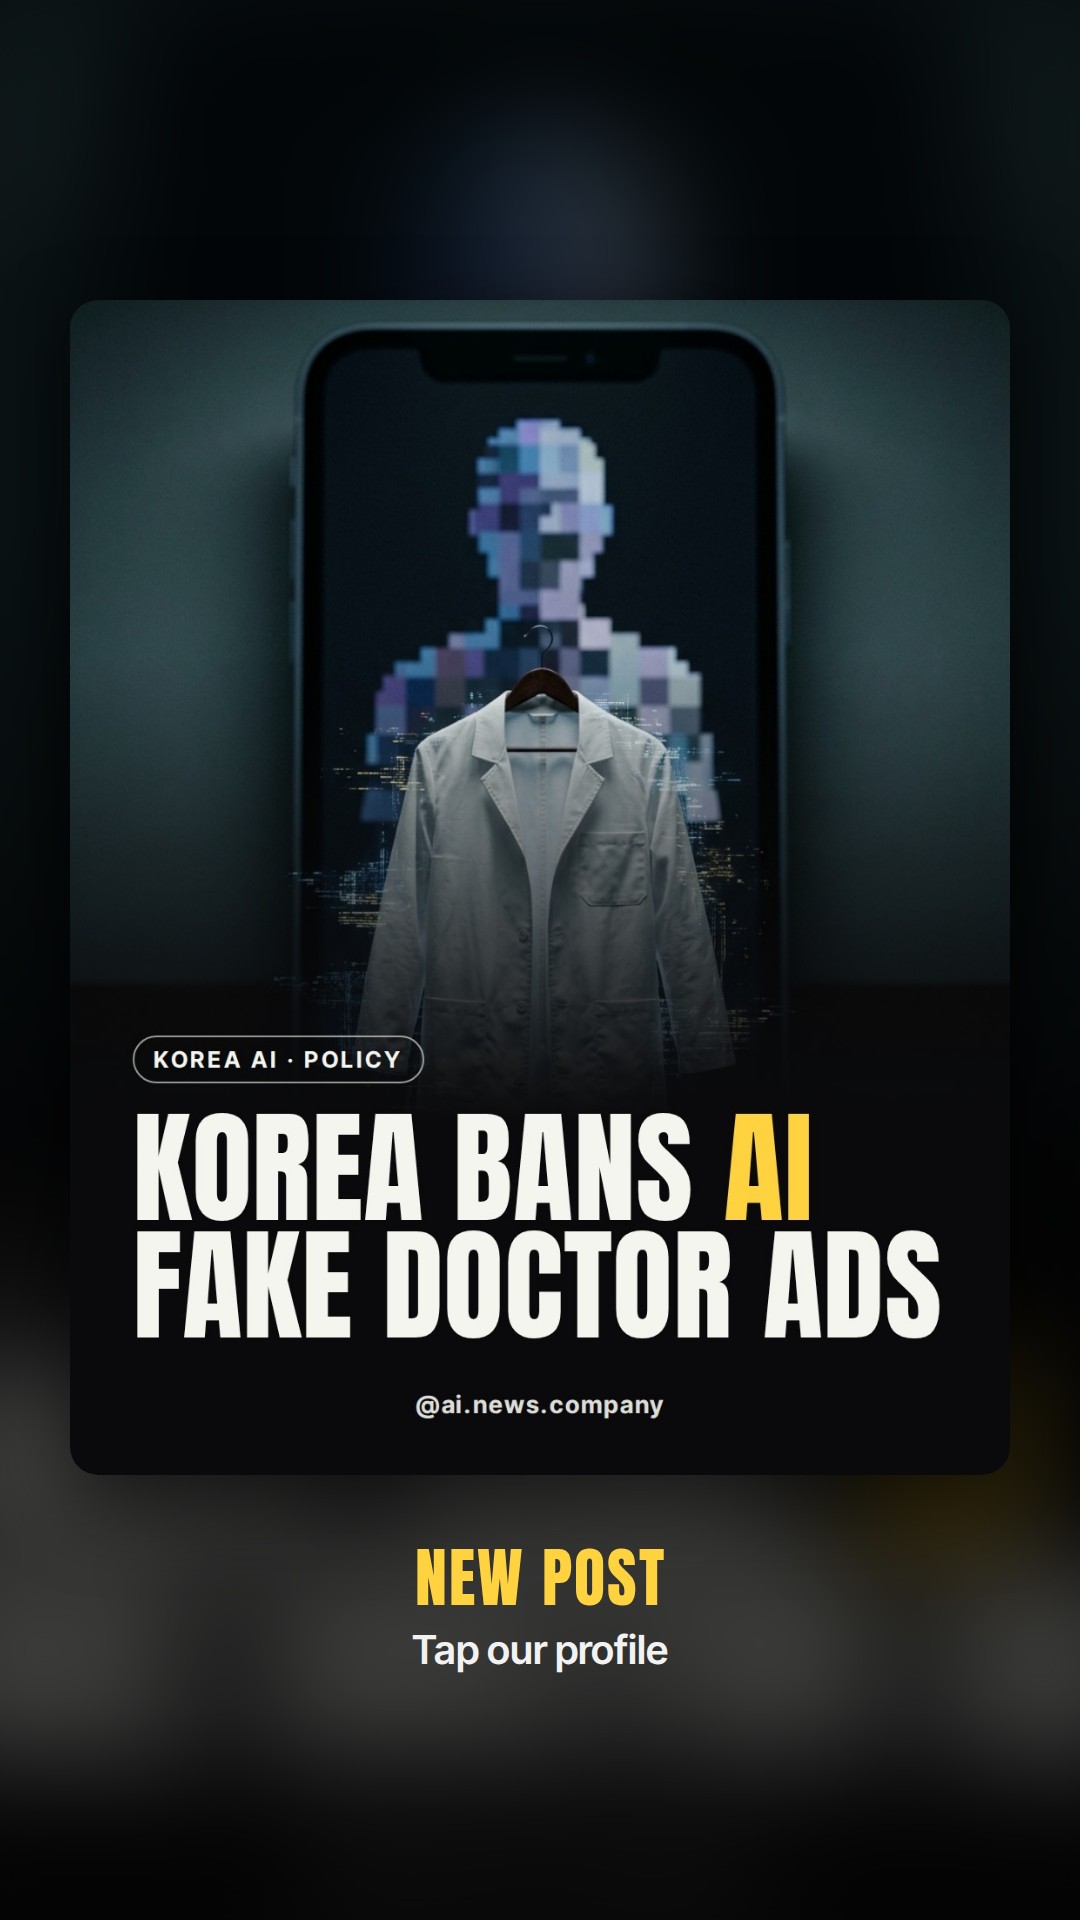 KOREA AI · POLICY
KOREA BANS AI
FAKE DOCTOR ADS
@ai.news.company
NEW POST
Tap our profile